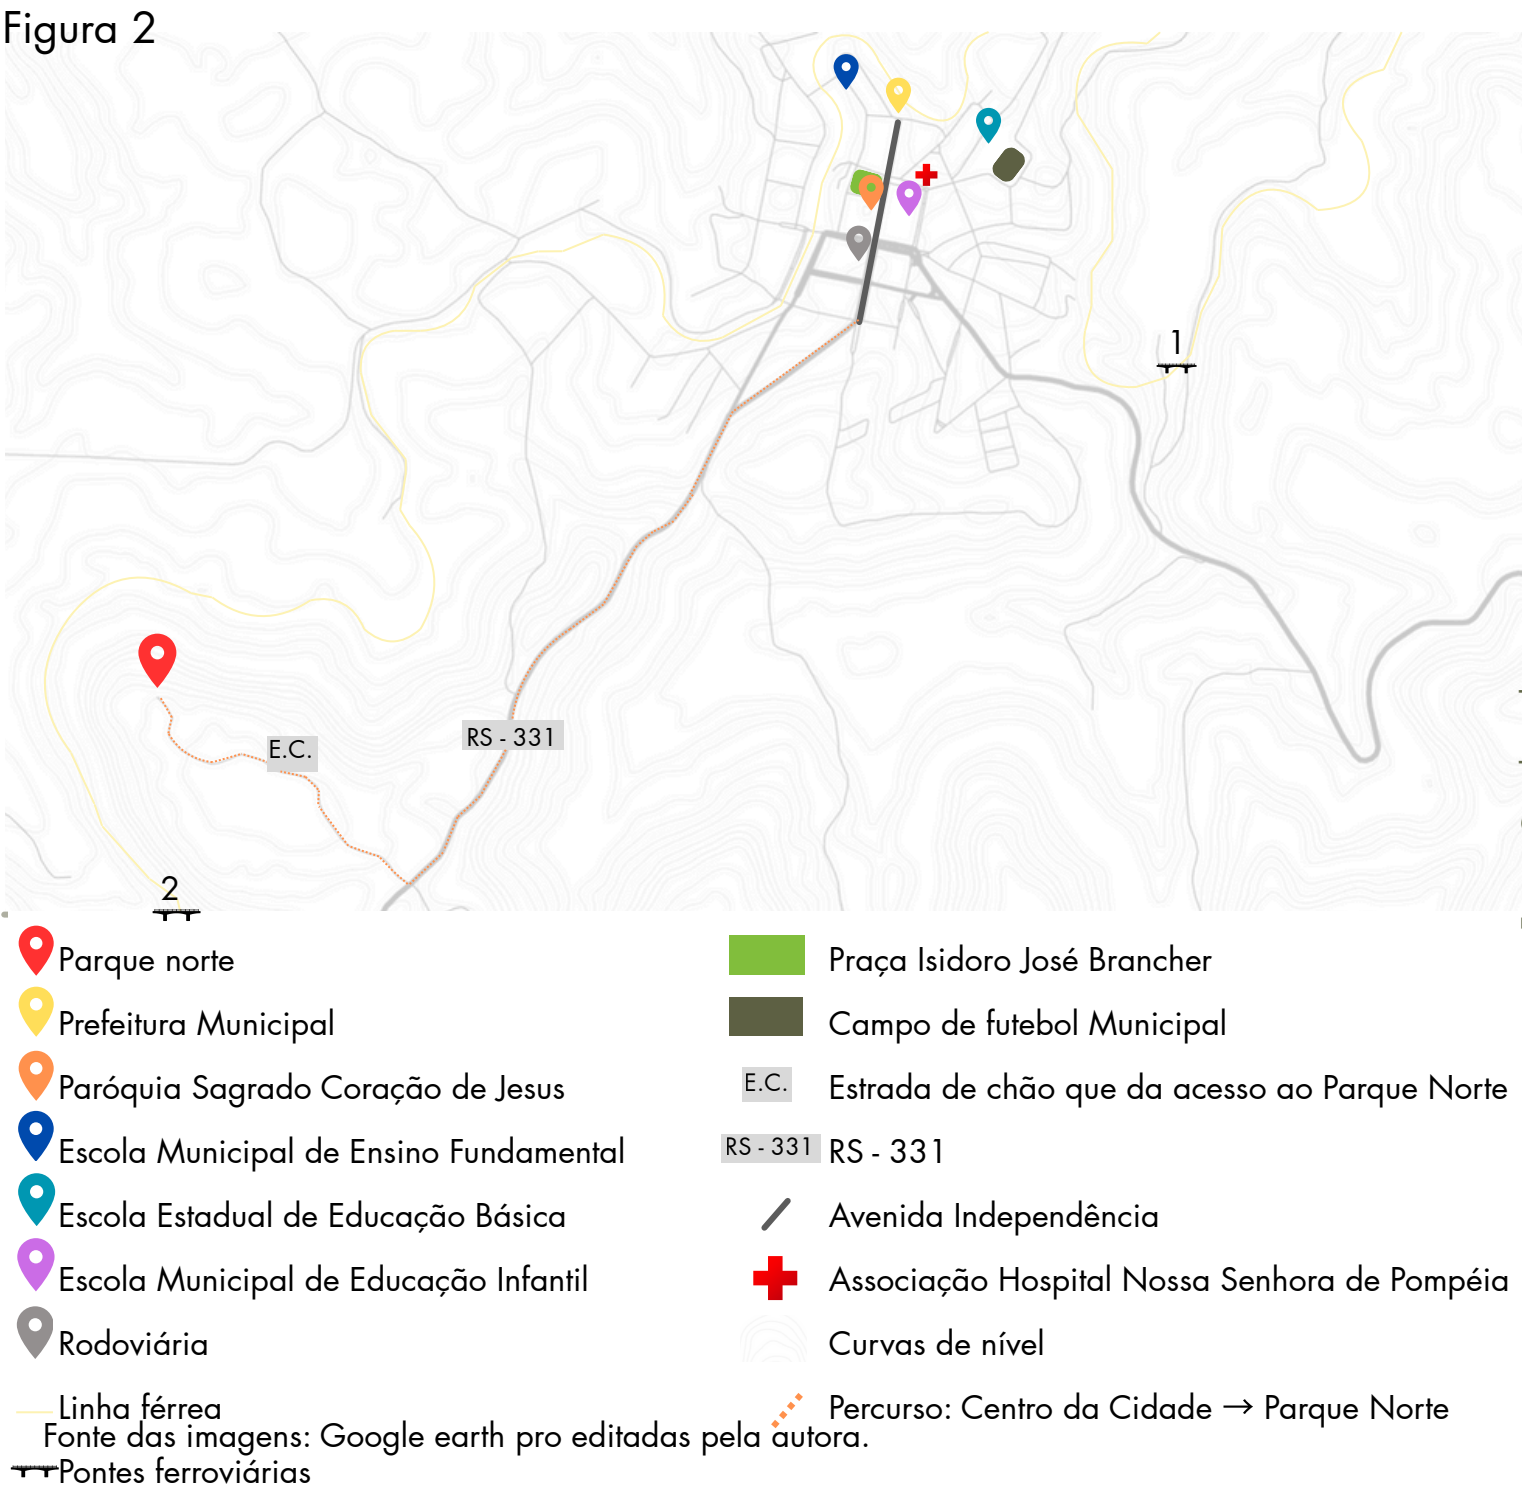 Figura 2
1
RS - 331
E.C.
2
Parque norte
Praça Isidoro José Brancher
Prefeitura Municipal
Campo de futebol Municipal
Paróquia Sagrado Coração de Jesus
E.C. Estrada de chão que da acesso ao Parque Norte
Escola Municipal de Ensino Fundamental
RS - 331 RS - 331
Escola Estadual de Educação Básica
Avenida Independência
Escola Municipal de Educação Infantil
Associação Hospital Nossa Senhora de Pompéia
Rodoviária
Curvas de nível
Linha férrea
Percurso: Centro da Cidade → Parque Norte
Fonte das imagens: Google earth pro editadas pela autora.
Pontes ferroviárias